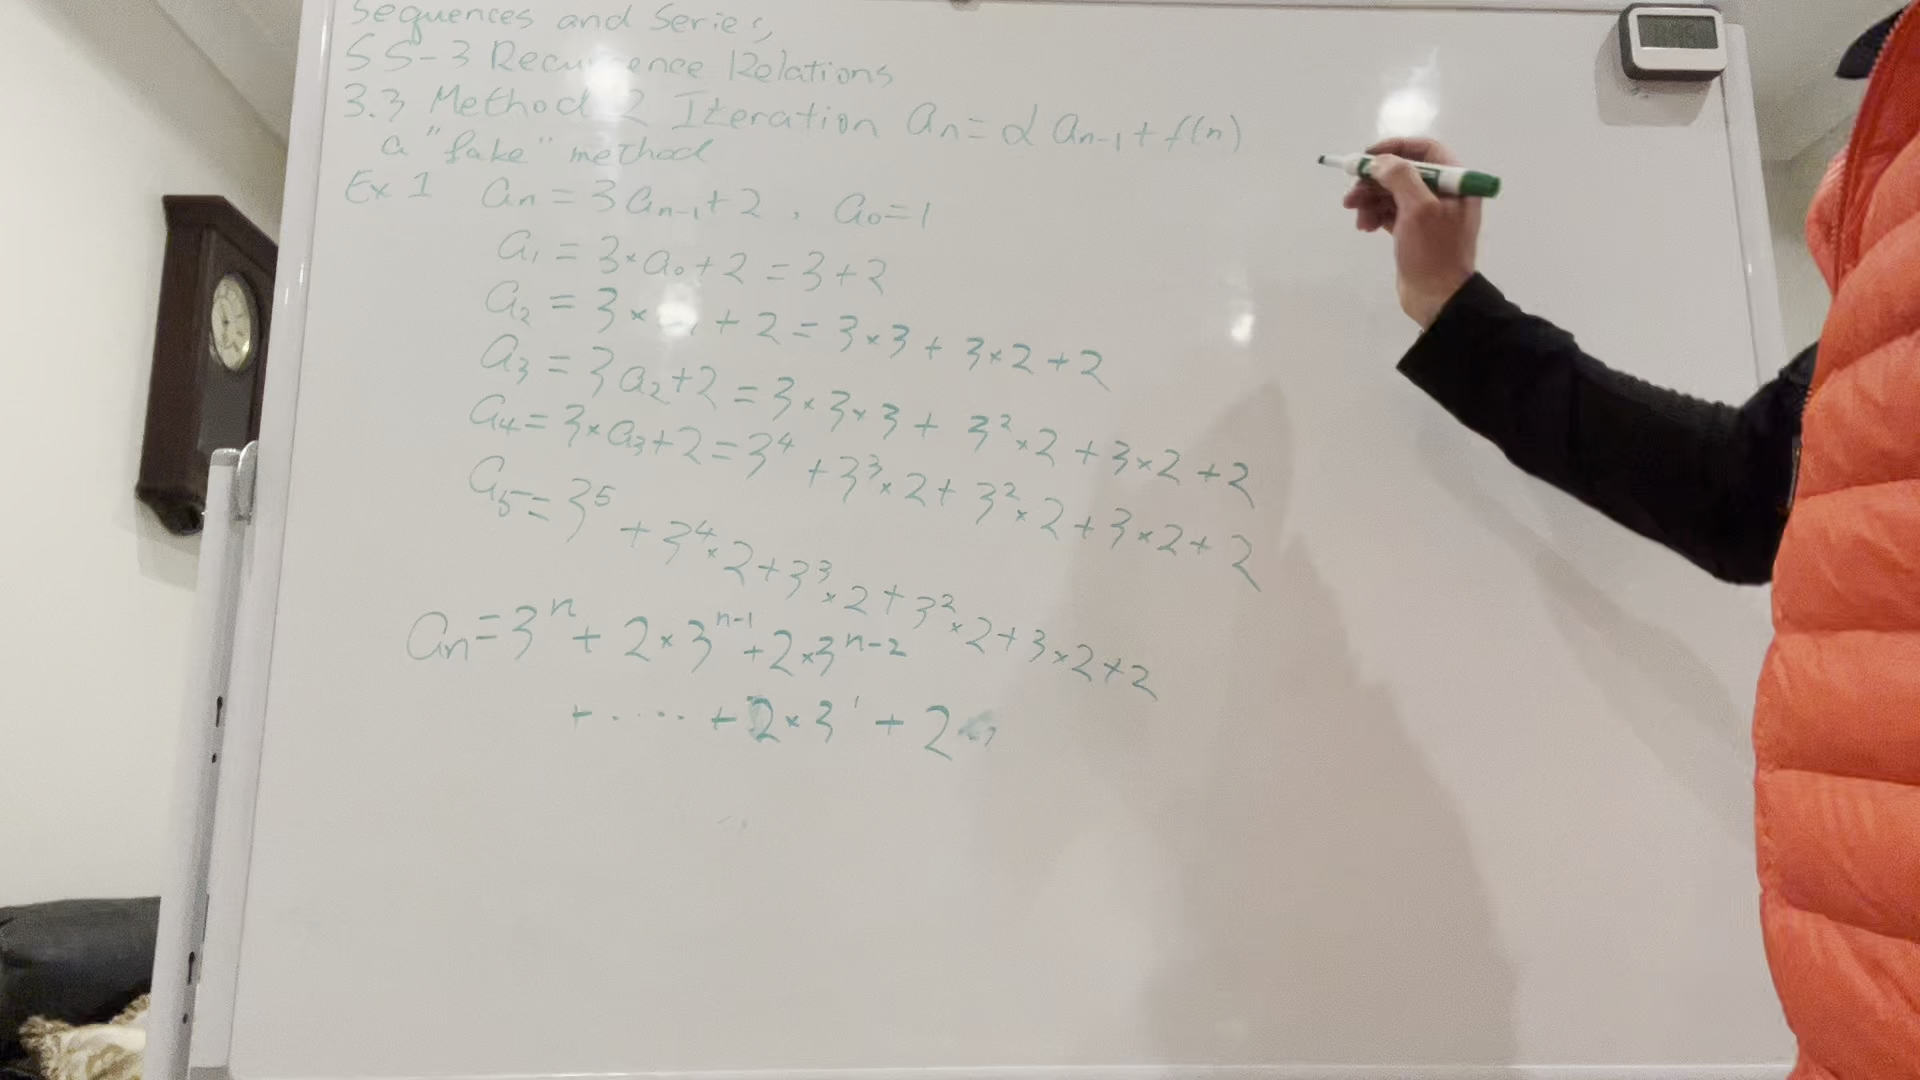 Sequences and Series,
SS-3 Recurrence Relations
3.3 Method 2 Iteration aₙ = α aₙ₋₁ + f(n)
a "fake" method
Ex 1 aₙ = 3aₙ₋₁ + 2, a₀ = 1
a₁ = 3×a₀ + 2 = 3 + 2
a₂ = 3 × ₁ + 2 = 3×3 + 3×2 + 2
a₃ = 3a₂ + 2 = 3×3×3 + 3²×2 + 3×2 + 2
a₄ = 3×a₃ + 2 = 3⁴ + 3³×2 + 3²×2 + 3×2 + 2
a₅ = 3⁵ + 3⁴×2 + 3³×2 + 3²×2 + 3×2 + 2
aₙ = 3ⁿ + 2×3ⁿ⁻¹ + 2×3ⁿ⁻²
+ ..... + 2×3¹ + 2